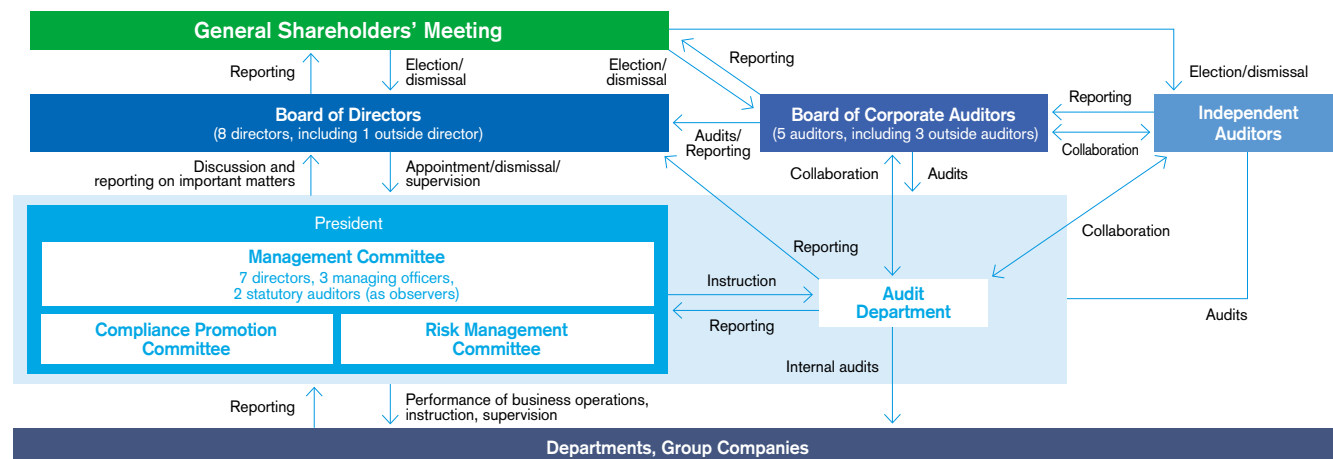 General Shareholders' Meeting
Reporting
Election/
dismissal
Election/
dismissal
Reporting
Election/dismissal
Board of Directors
(8 directors, including 1 outside director)
Audits/
Reporting
Board of Corporate Auditors
(5 auditors, including 3 outside auditors)
Reporting
Collaboration
Independent
Auditors
Discussion and
reporting on important matters
Appointment/dismissal/
supervision
Collaboration
Audits
Collaboration
Audits
President
Management Committee
7 directors, 3 managing officers,
2 statutory auditors (as observers)
Compliance Promotion
Committee
Risk Management
Committee
Reporting
Instruction
Reporting
Audit
Department
Internal audits
Reporting
Performance of business operations,
instruction, supervision
Departments, Group Companies